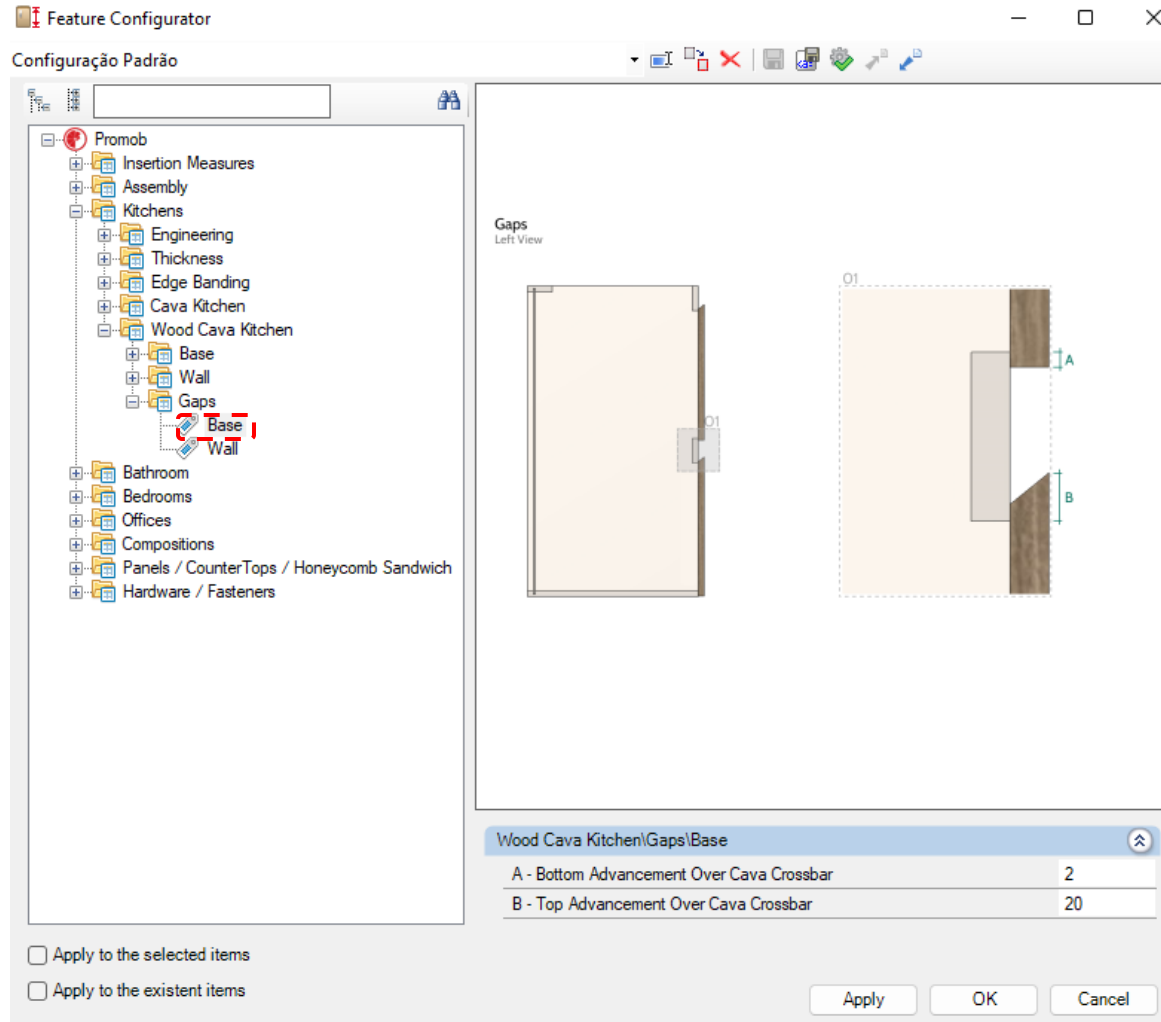 Feature Configurator
Configuração Padrão
Promob
Insertion Measures
Assembly
Kitchens
Engineering
Thickness
Edge Banding
Cava Kitchen
Wood Cava Kitchen
Base
Wall
Gaps
Base
Wall
Bathroom
Bedrooms
Offices
Compositions
Panels / CounterTops / Honeycomb Sandwich
Hardware / Fasteners
Gaps
Left View
01
01
A
B
Wood Cava Kitchen\Gaps\Base
A - Bottom Advancement Over Cava Crossbar 2
B - Top Advancement Over Cava Crossbar 20
Apply to the selected items
Apply to the existent items
Apply OK Cancel